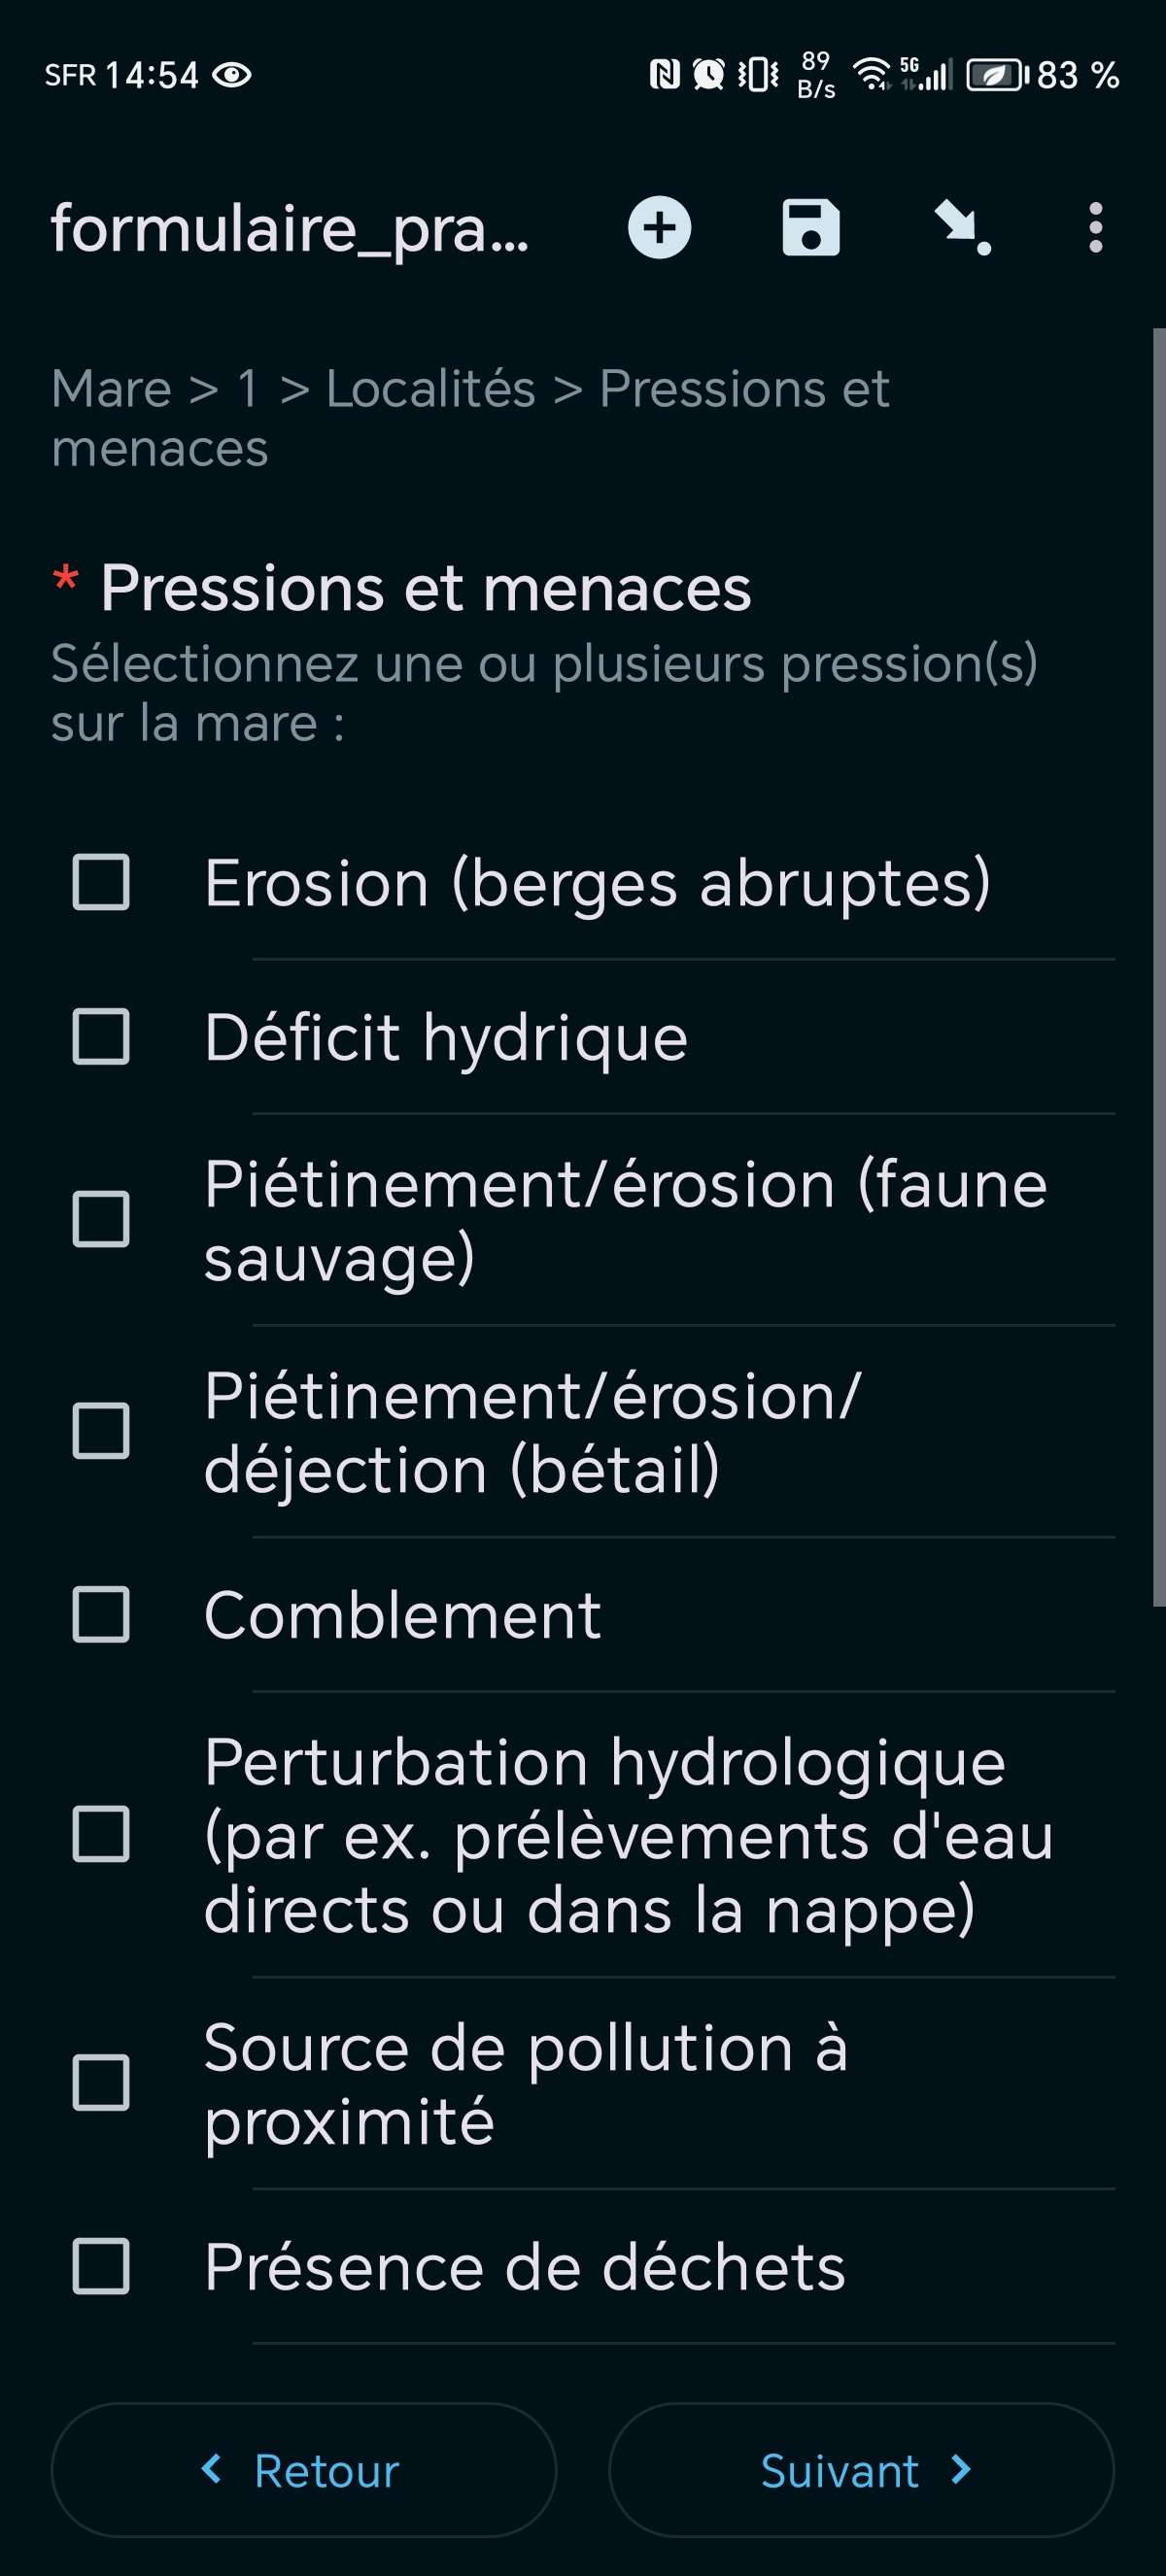 SFR 14:54 89 B/s 5G 83 %
formulaire_pra...
Mare > 1 > Localités > Pressions et
menaces
* Pressions et menaces
Sélectionnez une ou plusieurs pression(s)
sur la mare :
Erosion (berges abruptes)
Déficit hydrique
Piétinement/érosion (faune
sauvage)
Piétinement/érosion/
déjection (bétail)
Comblement
Perturbation hydrologique
(par ex. prélèvements d'eau
directs ou dans la nappe)
Source de pollution à
proximité
Présence de déchets
Retour
Suivant